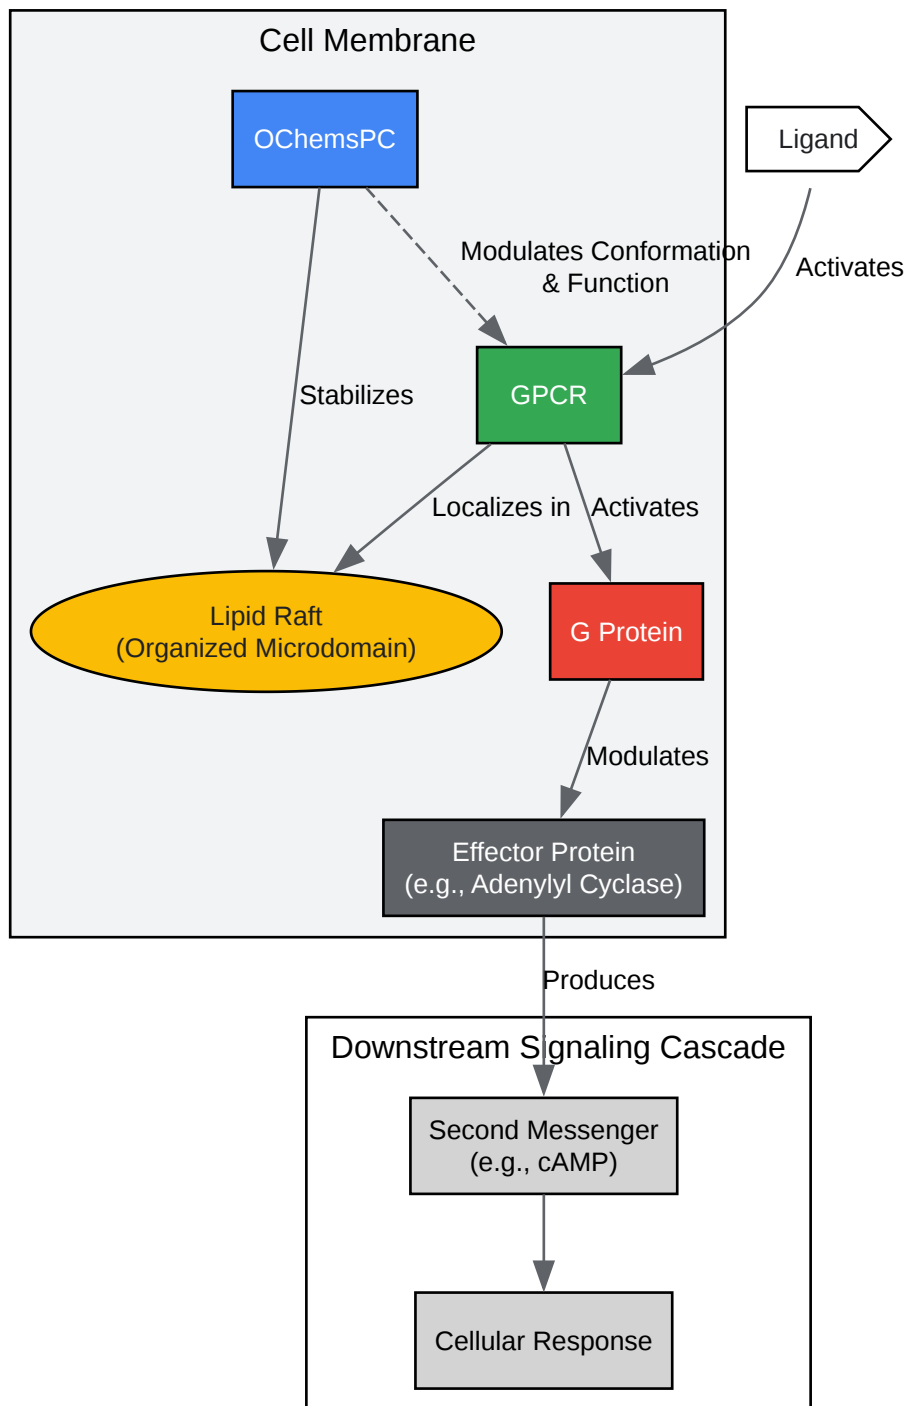 Cell Membrane
OChemsPC
Ligand
Modulates Conformation
& Function
Activates
GPCR
Stabilizes
Localizes in
Activates
Lipid Raft
(Organized Microdomain)
G Protein
Modulates
Effector Protein
(e.g., Adenylyl Cyclase)
Produces
Downstream Signaling Cascade
Second Messenger
(e.g., cAMP)
Cellular Response